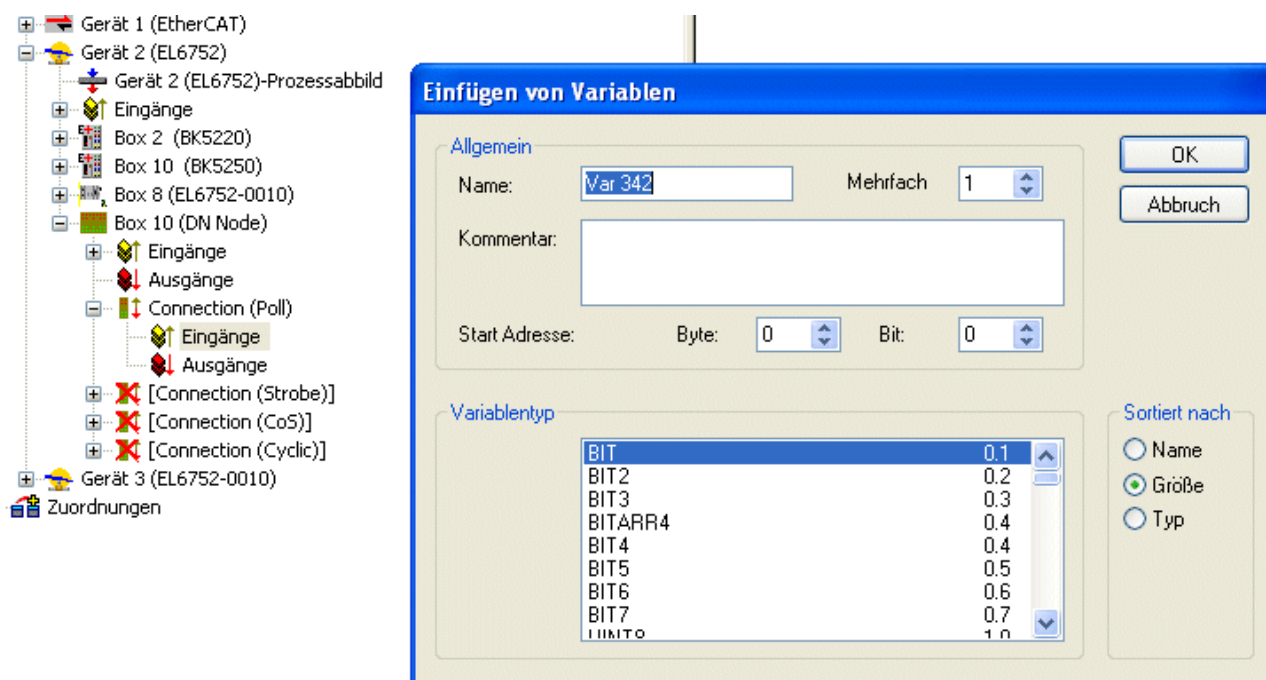 Gerät 1 (EtherCAT)
Gerät 2 (EL6752)
Gerät 2 (EL6752)-Prozessabbild
Eingänge
Box 2 (BK5220)
Box 10 (BK5250)
Box 8 (EL6752-0010)
Box 10 (DN Node)
Eingänge
Ausgänge
Connection (Poll)
Eingänge
Ausgänge
[Connection (Strobe)]
[Connection (CoS)]
[Connection (Cyclic)]
Gerät 3 (EL6752-0010)
Zuordnungen
Einfügen von Variablen
Allgemein
Name: Var 342 Mehrfach 1
Kommentar:
Start Adresse: Byte: 0 Bit: 0
OK
Abbruch
Variablentyp
BIT 0.1
BIT2 0.2
BIT3 0.3
BITARR4 0.4
BIT4 0.4
BIT5 0.5
BIT6 0.6
BIT7 0.7
UINT8 1.0
Sortiert nach
Name
Größe
Typ